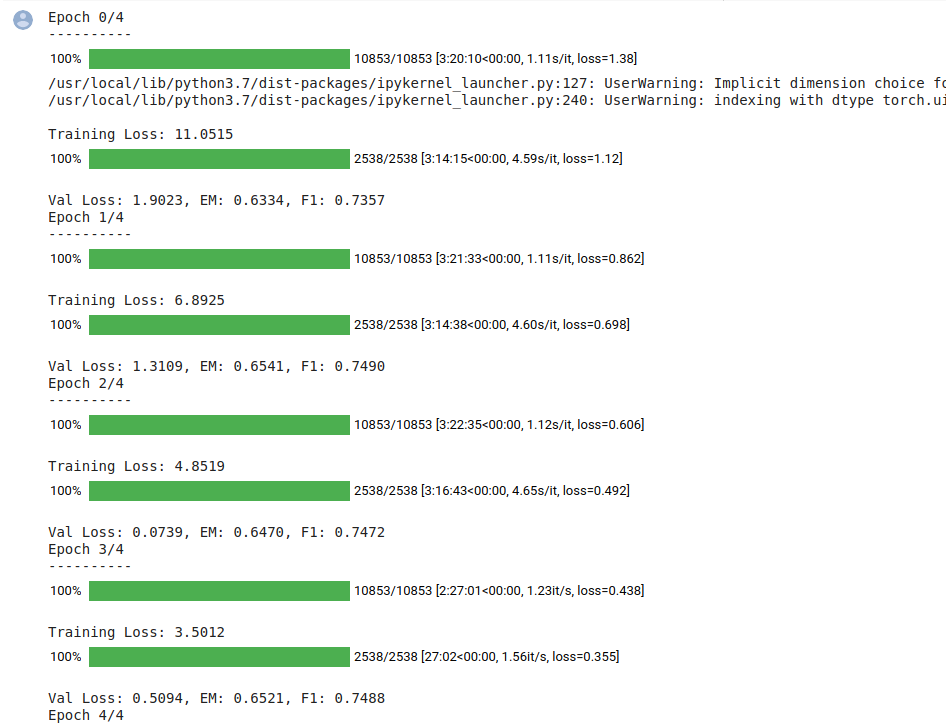 Epoch 0/4
----------
100% 10853/10853 [3:20:10<00:00, 1.11s/it, loss=1.38]
/usr/local/lib/python3.7/dist-packages/ipykernel_launcher.py:127: UserWarning: Implicit dimension choice fo
/usr/local/lib/python3.7/dist-packages/ipykernel_launcher.py:240: UserWarning: indexing with dtype torch.ui
Training Loss: 11.0515
100% 2538/2538 [3:14:15<00:00, 4.59s/it, loss=1.12]
Val Loss: 1.9023, EM: 0.6334, F1: 0.7357
Epoch 1/4
----------
100% 10853/10853 [3:21:33<00:00, 1.11s/it, loss=0.862]
Training Loss: 6.8925
100% 2538/2538 [3:14:38<00:00, 4.60s/it, loss=0.698]
Val Loss: 1.3109, EM: 0.6541, F1: 0.7490
Epoch 2/4
----------
100% 10853/10853 [3:22:35<00:00, 1.12s/it, loss=0.606]
Training Loss: 4.8519
100% 2538/2538 [3:16:43<00:00, 4.65s/it, loss=0.492]
Val Loss: 0.0739, EM: 0.6470, F1: 0.7472
Epoch 3/4
----------
100% 10853/10853 [2:27:01<00:00, 1.23it/s, loss=0.438]
Training Loss: 3.5012
100% 2538/2538 [27:02<00:00, 1.56it/s, loss=0.355]
Val Loss: 0.5094, EM: 0.6521, F1: 0.7488
Epoch 4/4